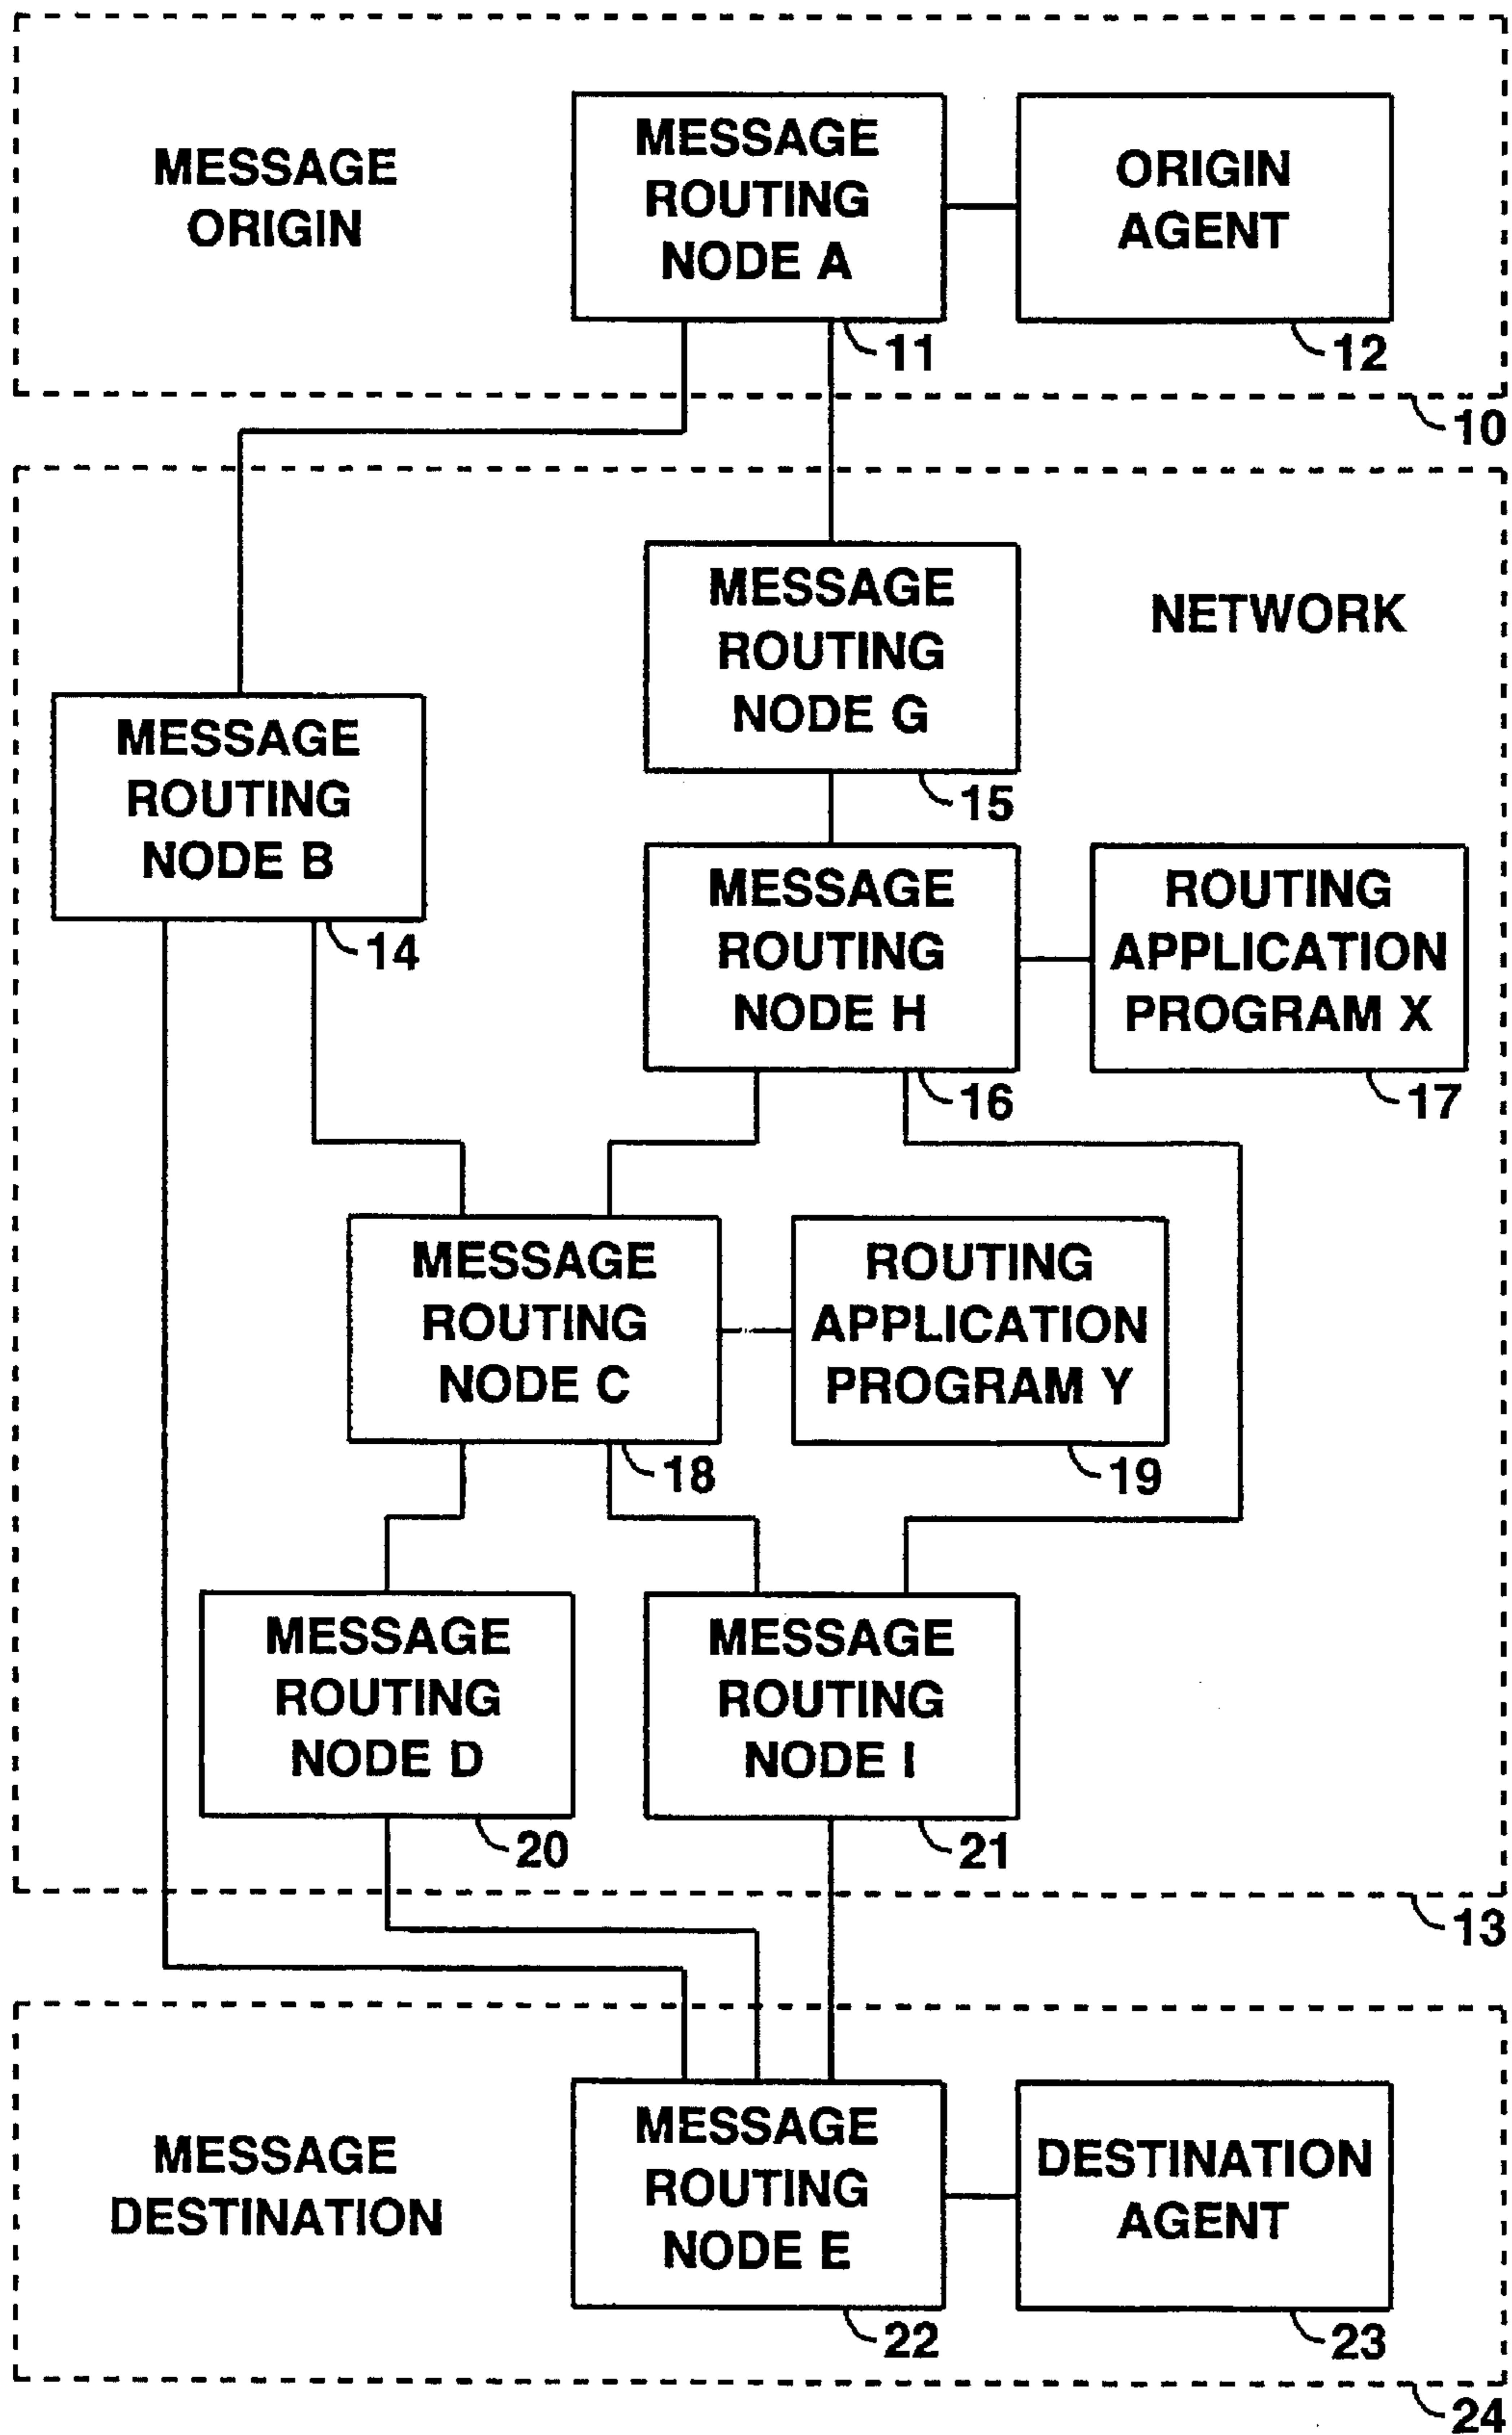 MESSAGE
ORIGIN
MESSAGE
ROUTING
NODE A
ORIGIN
AGENT
11
12
10
NETWORK
MESSAGE
ROUTING
NODE G
15
MESSAGE
ROUTING
NODE B
14
MESSAGE
ROUTING
NODE H
16
ROUTING
APPLICATION
PROGRAM X
17
MESSAGE
ROUTING
NODE C
18
ROUTING
APPLICATION
PROGRAM Y
19
MESSAGE
ROUTING
NODE D
20
MESSAGE
ROUTING
NODE I
21
13
MESSAGE
DESTINATION
MESSAGE
ROUTING
NODE E
22
DESTINATION
AGENT
23
24